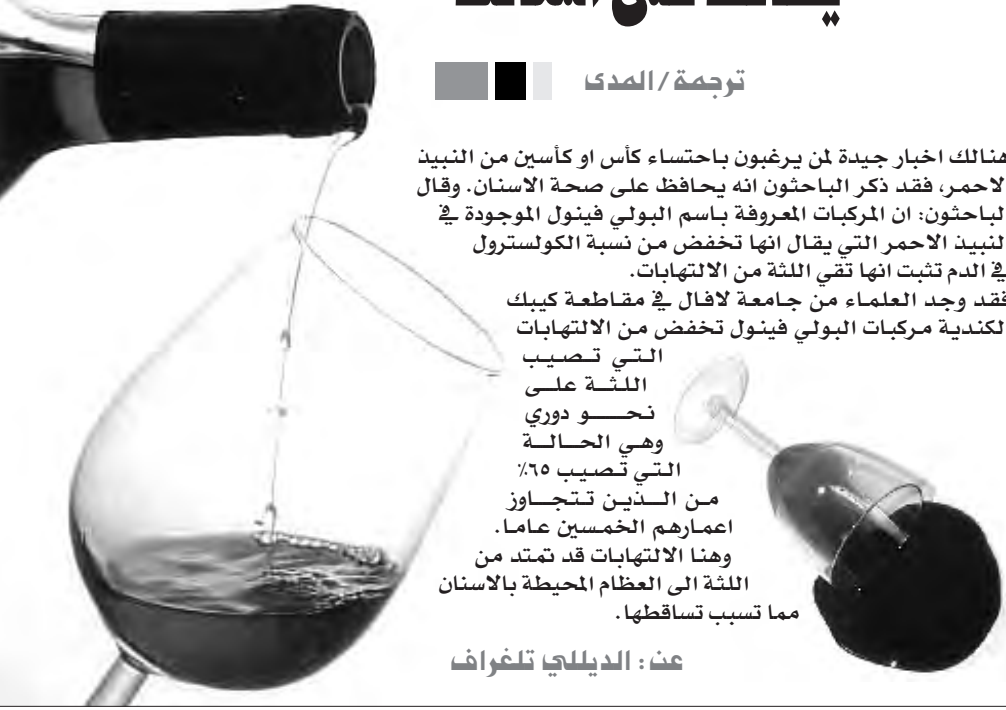 ترجمة/المدى
هنالك اخبار جيدة لمن يرغبون باحتساء كأس او كأسين من النبيذ
الاحمر، فقد ذكر الباحثون انه يحافظ على صحة الاسنان. وقال
لباحثون: ان المركبات المعروفة باسم البولي فينول الموجودة في
لنبيذ الاحمر التي يقال انها تخفض من نسبة الكولسترول
في الدم تثبت انها تقي اللثة من الالتهابات.
فقد وجد العلماء من جامعة لافال في مقاطعة كيبك
لكندية مركبات البولي فينول تخفض من الالتهابات
التي تصيب
اللثة على
نحو دوري
وهي الحالة
التي تصيب ٦٥٪
من الذين تتجاوز
اعمارهم الخمسين عاما.
وهنا الالتهابات قد تمتد من
اللثة الى العظام المحيطة بالاسنان
مما تسبب تساقطها.
عن: الديللي تلغراف